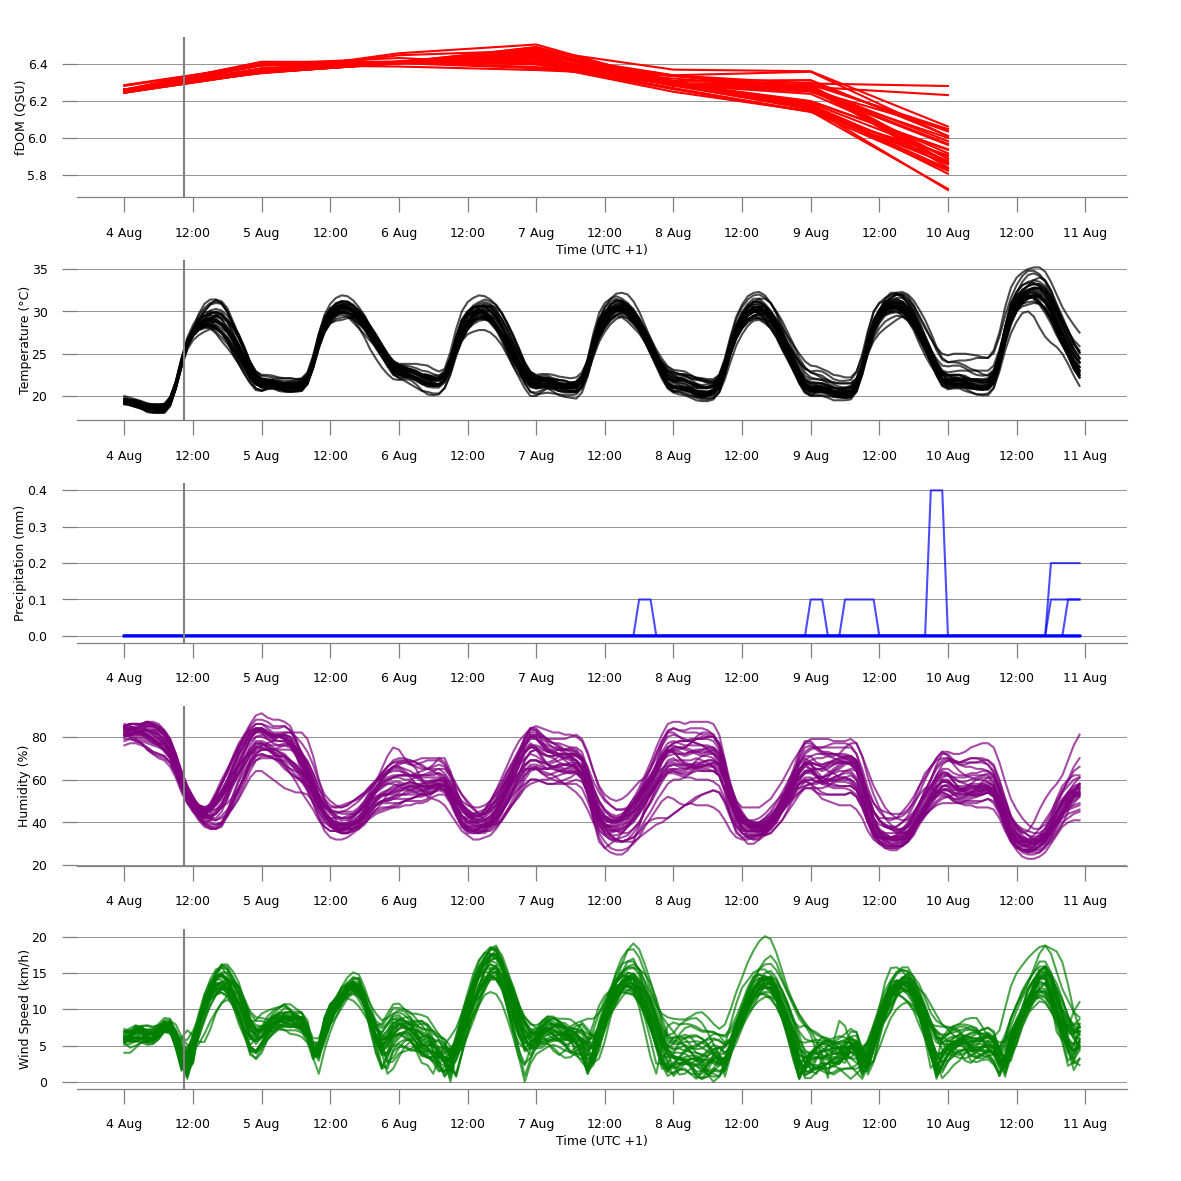 fDOM (QSU)
6.4
6.2
6.0
5.8
4 Aug 12:00 5 Aug 12:00 6 Aug 12:00 7 Aug 12:00 8 Aug 12:00 9 Aug 12:00 10 Aug 12:00 11 Aug
Time (UTC +1)
Temperature (°C)
35
30
25
20
4 Aug 12:00 5 Aug 12:00 6 Aug 12:00 7 Aug 12:00 8 Aug 12:00 9 Aug 12:00 10 Aug 12:00 11 Aug
Precipitation (mm)
0.4
0.3
0.2
0.1
0.0
4 Aug 12:00 5 Aug 12:00 6 Aug 12:00 7 Aug 12:00 8 Aug 12:00 9 Aug 12:00 10 Aug 12:00 11 Aug
Humidity (%)
80
60
40
20
4 Aug 12:00 5 Aug 12:00 6 Aug 12:00 7 Aug 12:00 8 Aug 12:00 9 Aug 12:00 10 Aug 12:00 11 Aug
Wind Speed (km/h)
20
15
10
5
0
4 Aug 12:00 5 Aug 12:00 6 Aug 12:00 7 Aug 12:00 8 Aug 12:00 9 Aug 12:00 10 Aug 12:00 11 Aug
Time (UTC +1)